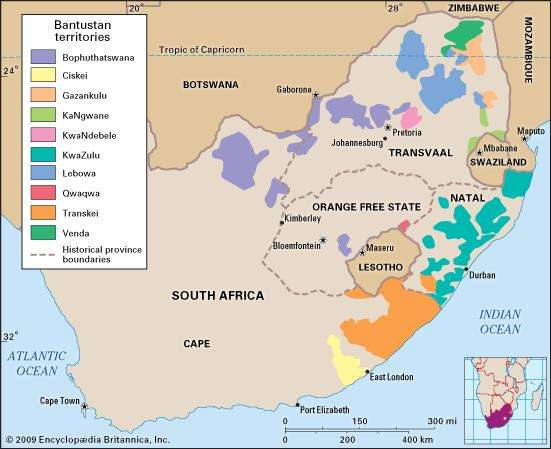 20°
28°
ZIMBABWE
Bantustan
territories
Bophuthatswana
Ciskei
Gazankulu
KaNgwane
KwaNdebele
KwaZulu
Lebowa
Qwaqwa
Transkei
Venda
Historical province
boundaries
Tropic of Capricorn
24°
24°
MOZAMBIQUE
BOTSWANA
Gaborone
Pretoria
Johannesburg
TRANSVAAL
Maputo
Mbabane
SWAZILAND
ORANGE FREE STATE
NATAL
Kimberley
Bloemfontein
Maseru
LESOTHO
Durban
SOUTH AFRICA
INDIAN
OCEAN
32°
CAPE
ATLANTIC
OCEAN
East London
Cape Town
Port Elizabeth
0 150 300 mi
0 200 400 km
© 2009 Encyclopædia Britannica, Inc.